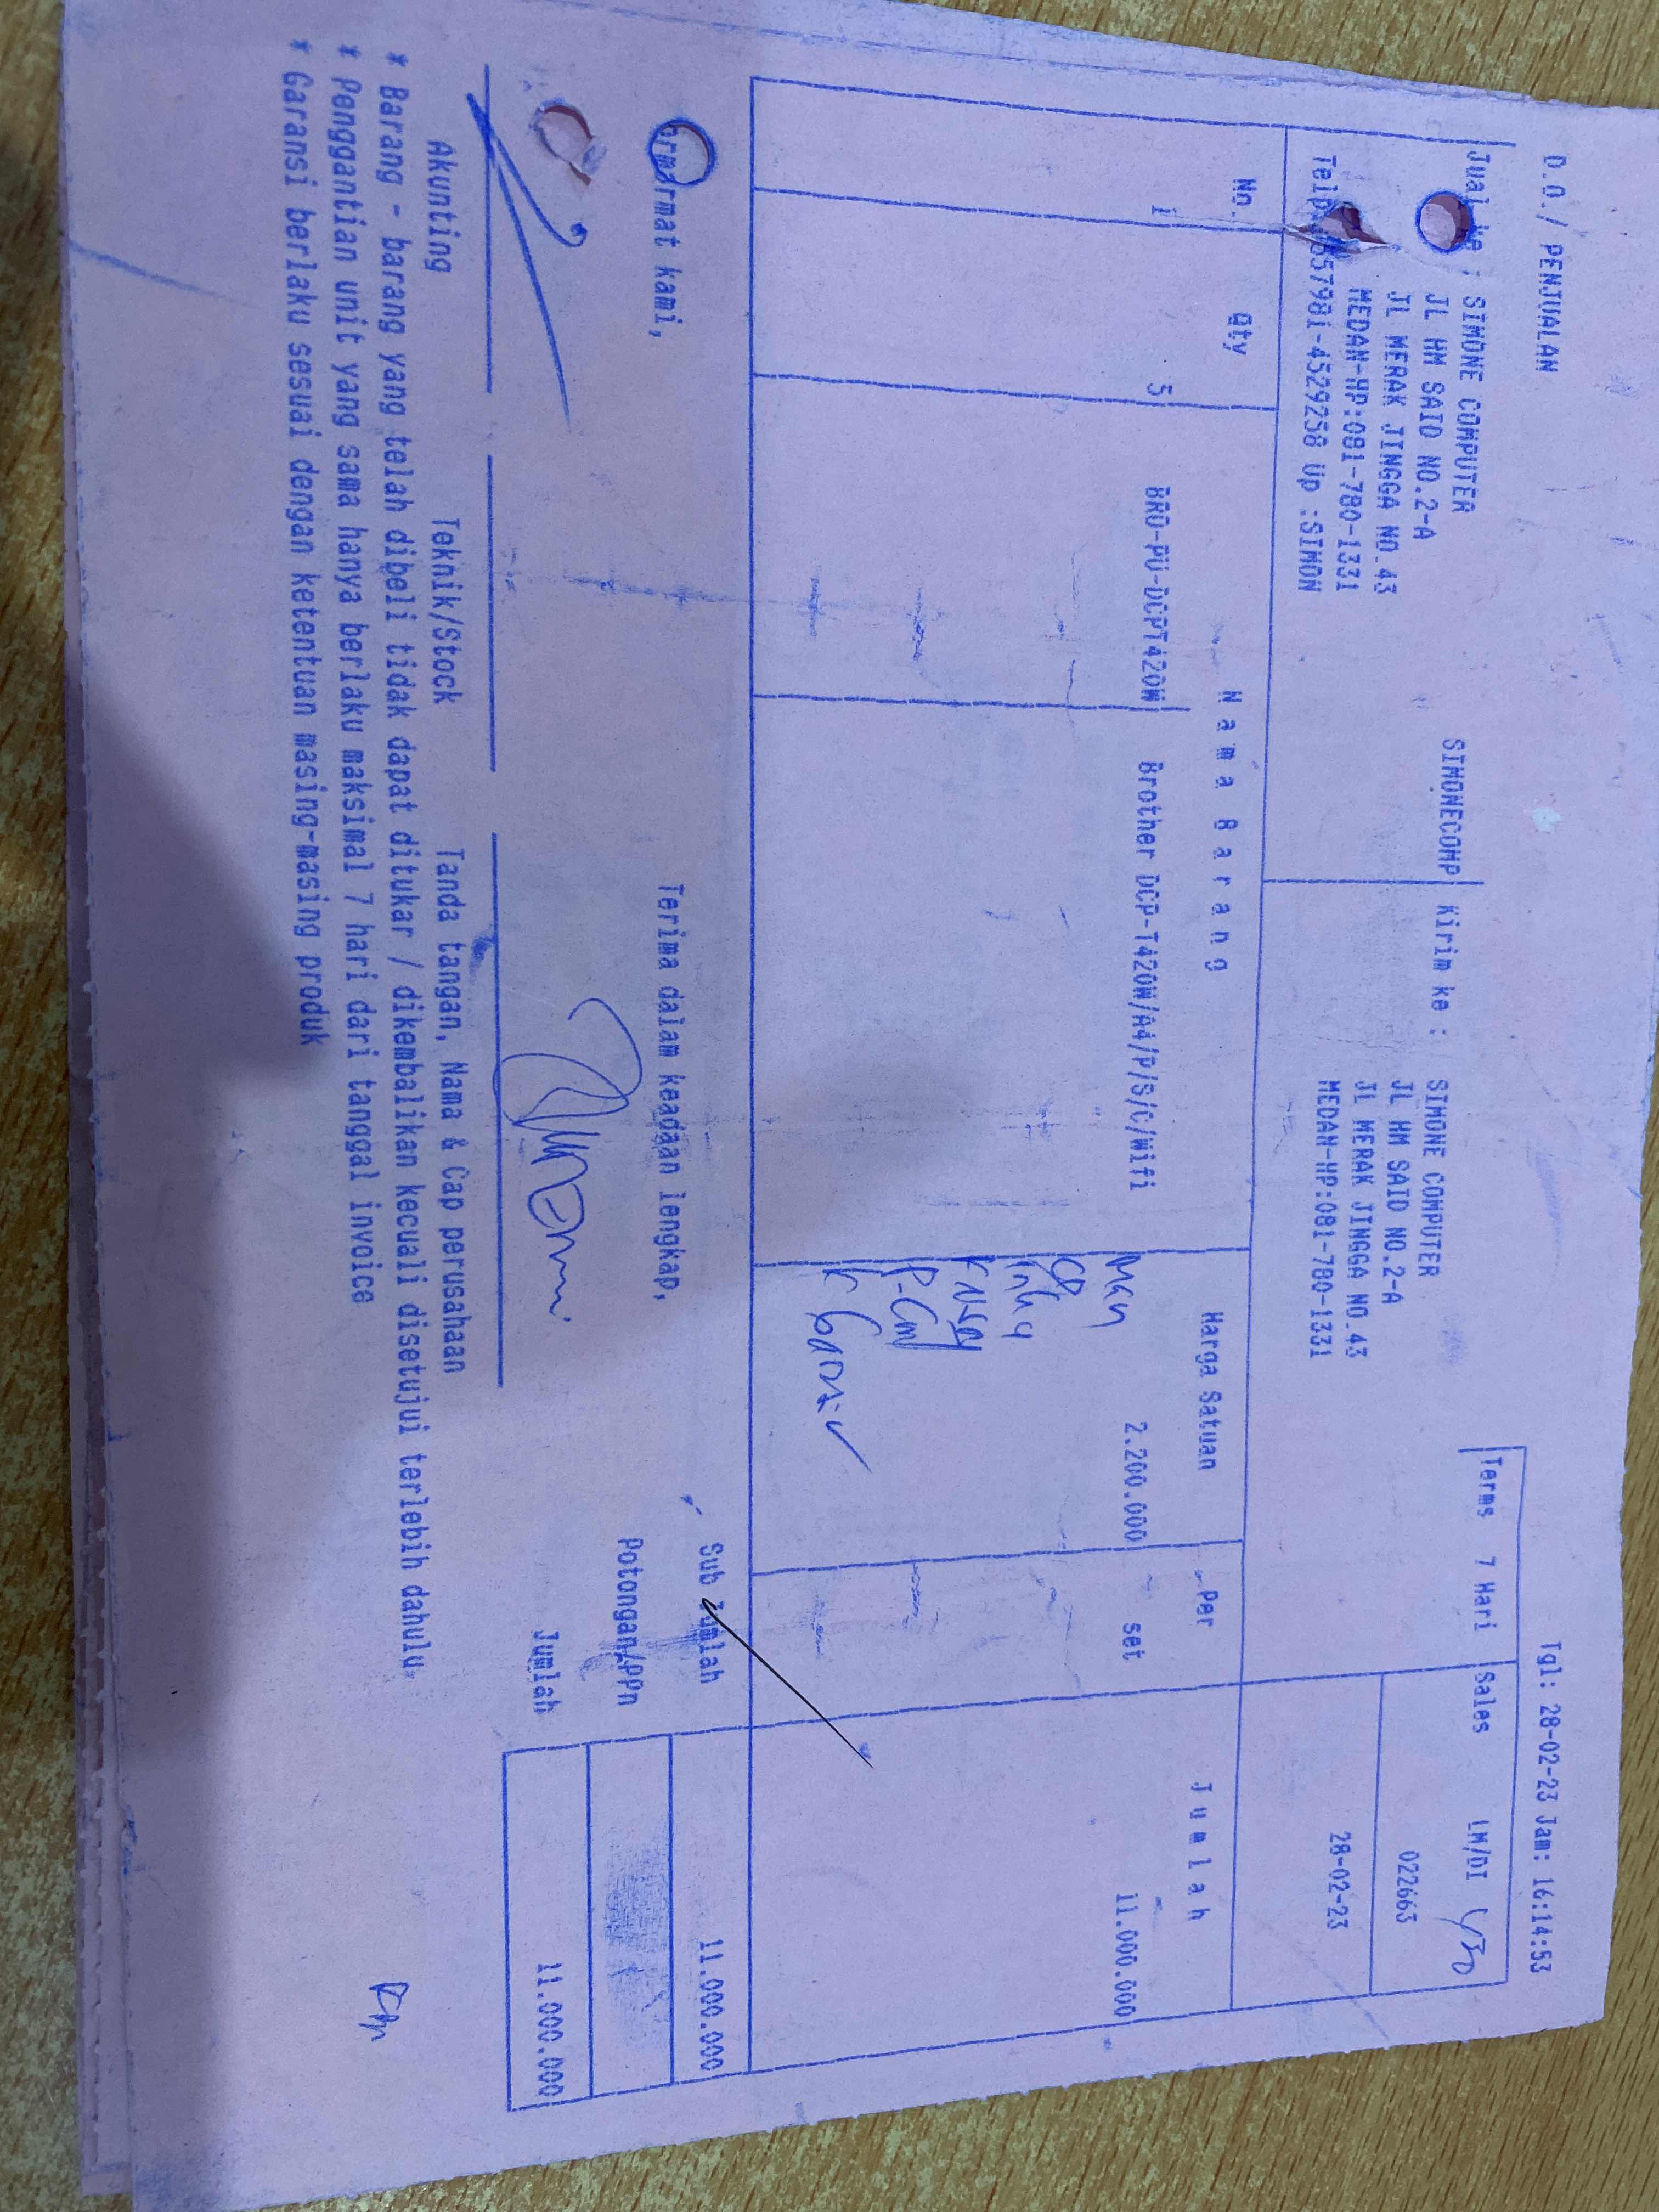 D.O./ PENJUALAN
Tgl: 28-02-23 Jam: 16:14:53
Jual ke : SIMONE COMPUTER
JL HM SAID NO.2-A
JL MERAK JINGGA NO.43
MEDAN-HP:081-780-1331
Telp 57981-4529258 Up :SIMON
SIMONECOMP
Kirim ke : SIMONE COMPUTER
JL HM SAID NO.2-A
JL MERAK JINGGA NO.43
MEDAN-HP:081-780-1331
Terms 7 Hari
Sales LM/DI
022663
28-02-23
No. Qty Nama Barang Harga Satuan Per Jumlah
1 5 BRO-PU-DCPT420W Brother DCP-T420W/A4/P/S/C/Wifi 2.200.000 set 11.000.000
ormat kami,
Terima dalam keadaan lengkap,
Sub Jumlah 11.000.000
Potongan/PPn
Jumlah 11.000.000
Akunting Teknik/Stock Tanda tangan, Nama & Cap perusahaan
* Barang - barang yang telah dibeli tidak dapat ditukar / dikembalikan kecuali disetujui terlebih dahulu.
* Penggantian unit yang sama hanya berlaku maksimal 7 hari dari tanggal invoice
* Garansi berlaku sesuai dengan ketentuan masing-masing produk